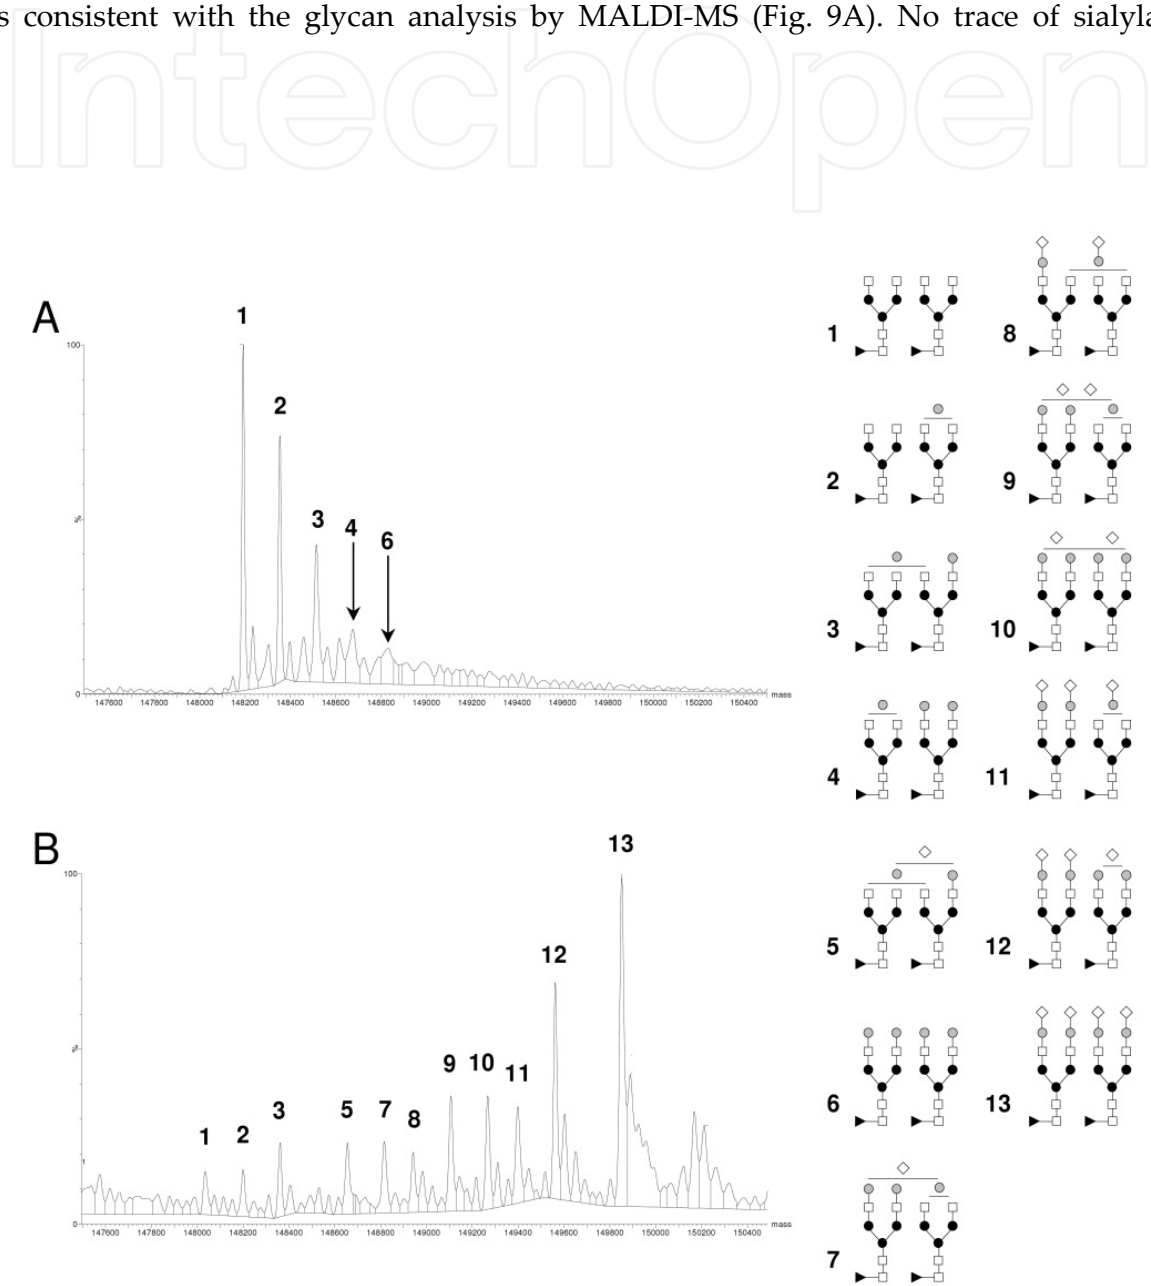 s consistent with the glycan analysis by MALDI-MS (Fig. 9A). No trace of sialyla
IntechOpen
A
1
2
3
4
6
100
%
0
147600 147800 148000 148200 148400 148600 148800 149000 149200 149400 149600 149800 150000 150200 150400 mass
B
13
12
9 10 11
1 2 3 5 7 8
100
%
0
147600 147800 148000 148200 148400 148600 148800 149000 149200 149400 149600 149800 150000 150200 150400 mass
1 8
2 9
3 10
4 11
5 12
6 13
7